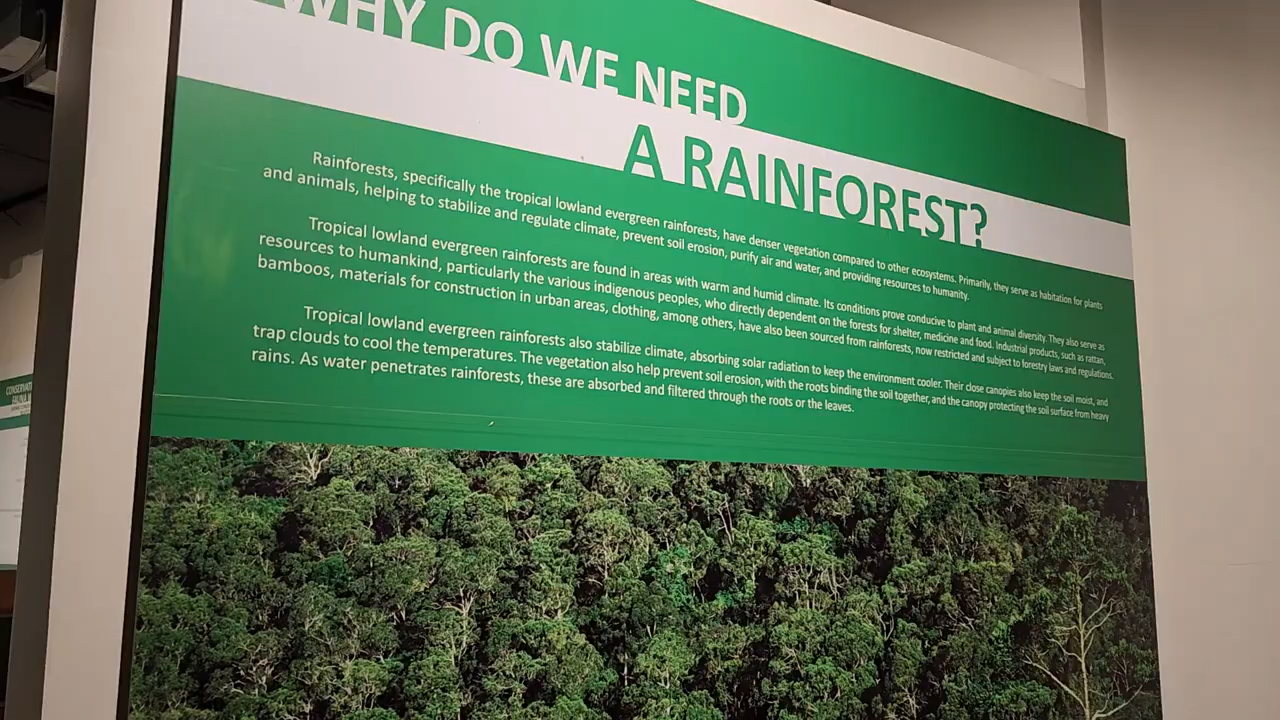 WHY DO WE NEED
A RAINFOREST?
Rainforests, specifically the tropical lowland evergreen rainforests, have denser vegetation compared to other ecosystems. Primarily, they serve as habitation for plants
and animals, helping to stabilize and regulate climate, prevent soil erosion, purify air and water, and providing resources to humanity.
Tropical lowland evergreen rainforests are found in areas with warm and humid climate. Its conditions prove conducive to plant and animal diversity. They also serve as
resources to humankind, particularly the various indigenous peoples, who directly dependent on the forests for shelter, medicine and food. Industrial products, such as rattan,
bamboos, materials for construction in urban areas, clothing, among others, have also been sourced from rainforests, now restricted and subject to forestry laws and regulations.
Tropical lowland evergreen rainforests also stabilize climate, absorbing solar radiation to keep the environment cooler. Their close canopies also keep the soil moist, and
trap clouds to cool the temperatures. The vegetation also help prevent soil erosion, with the roots binding the soil together, and the canopy protecting the soil surface from heavy
rains. As water penetrates rainforests, these are absorbed and filtered through the roots or the leaves.